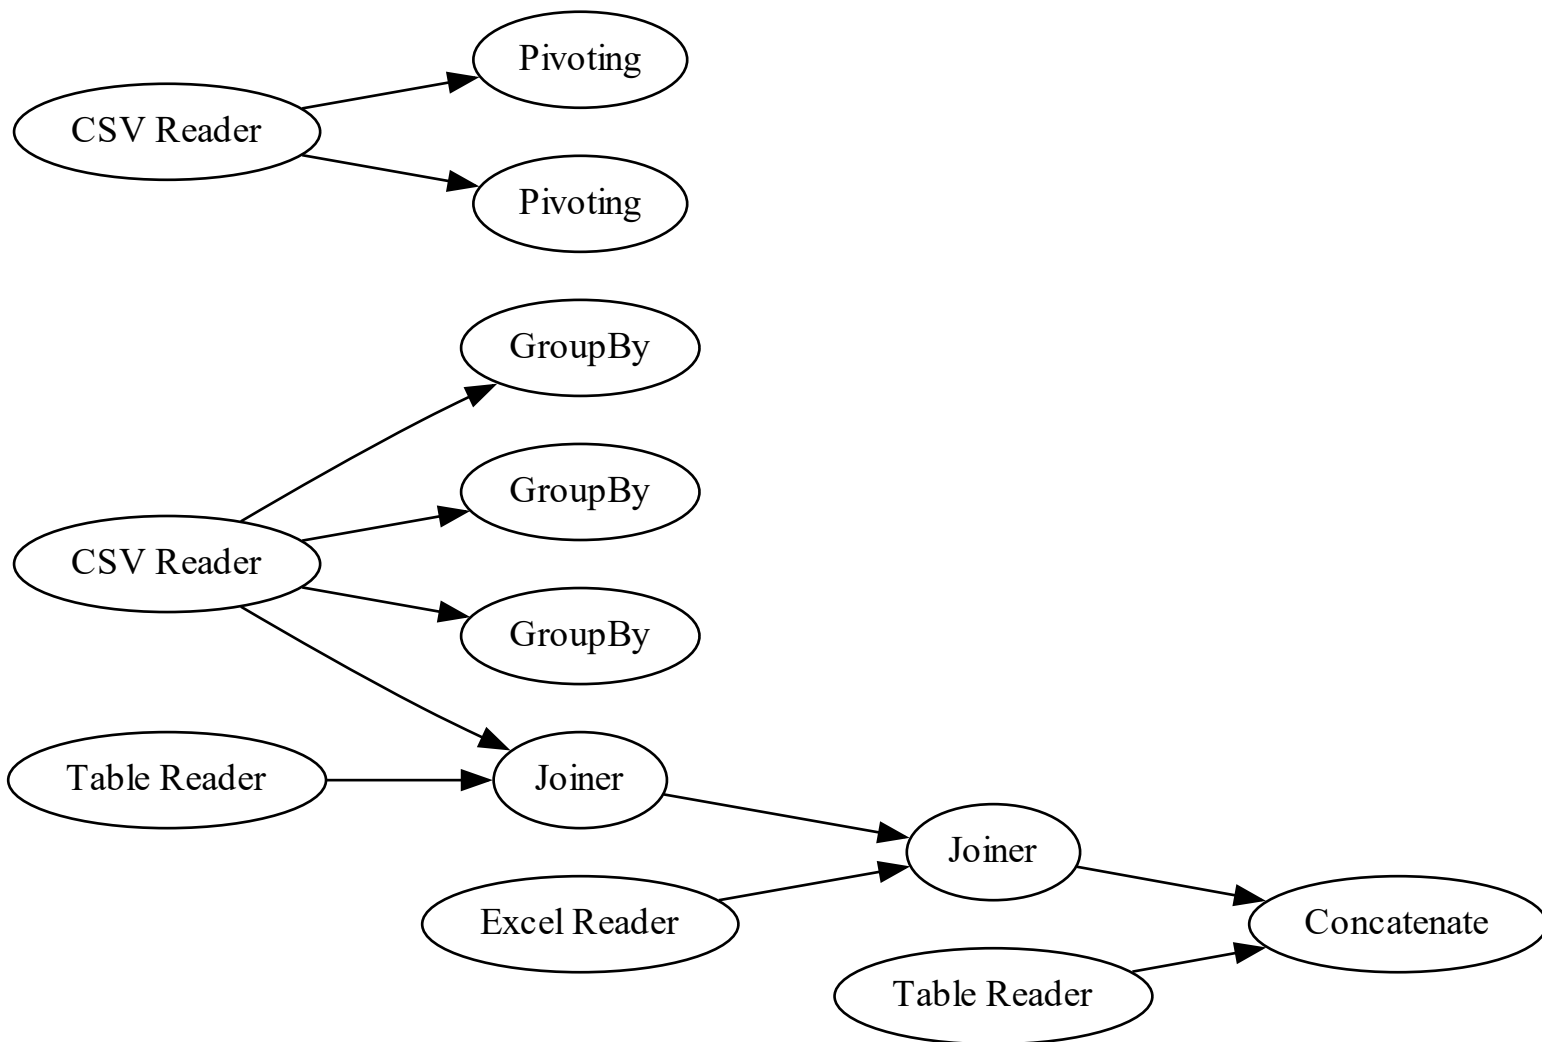 Pivoting
CSV Reader
Pivoting
GroupBy
GroupBy
CSV Reader
GroupBy
Table Reader
Joiner
Joiner
Excel Reader
Concatenate
Table Reader